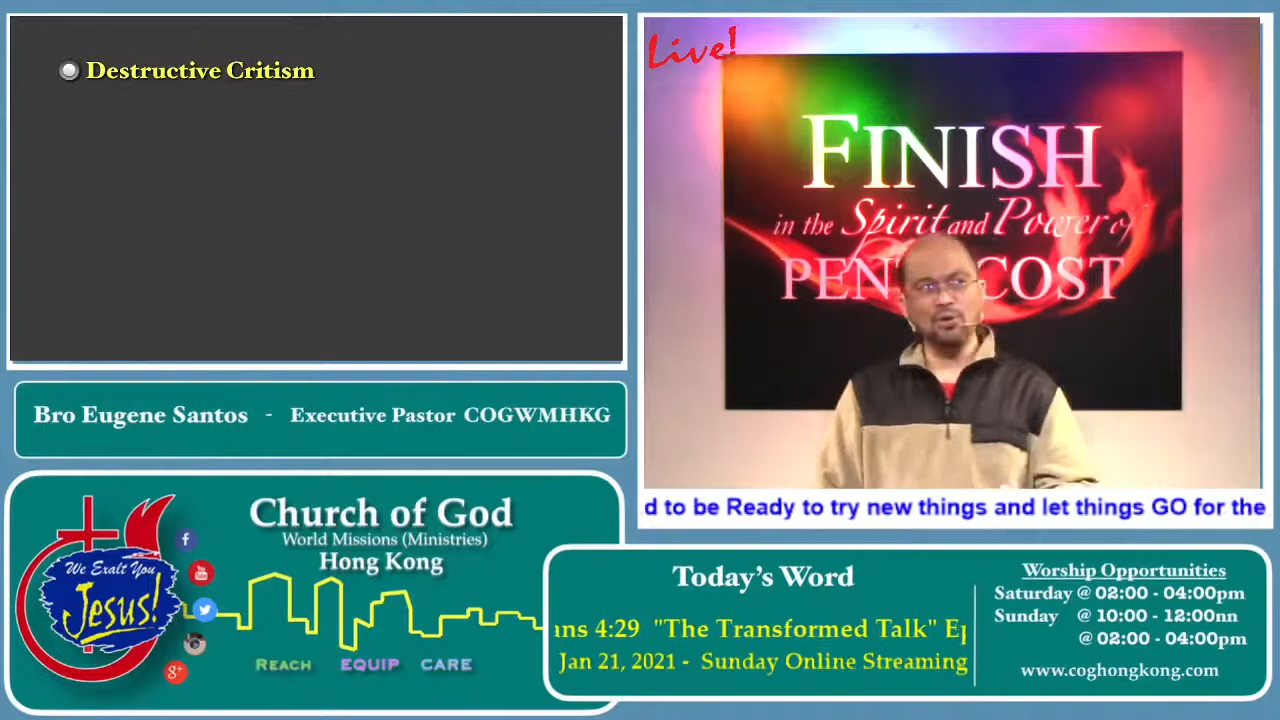 Destructive Critism
Live!
FINISH
in the Spirit and Power of
PENT COST
Bro Eugene Santos - Executive Pastor COGWMHKG
d to be Ready to try new things and let things GO for the
We Exalt You
Jesus!
Church of God
World Missions (Ministries)
Hong Kong
REACH EQUIP CARE
Today's Word
ans 4:29 "The Transformed Talk" Ep
Jan 21, 2021 - Sunday Online Streaming
Worship Opportunities
Saturday @ 02:00 - 04:00pm
Sunday @ 10:00 - 12:00nn
@ 02:00 - 04:00pm
www.coghongkong.com